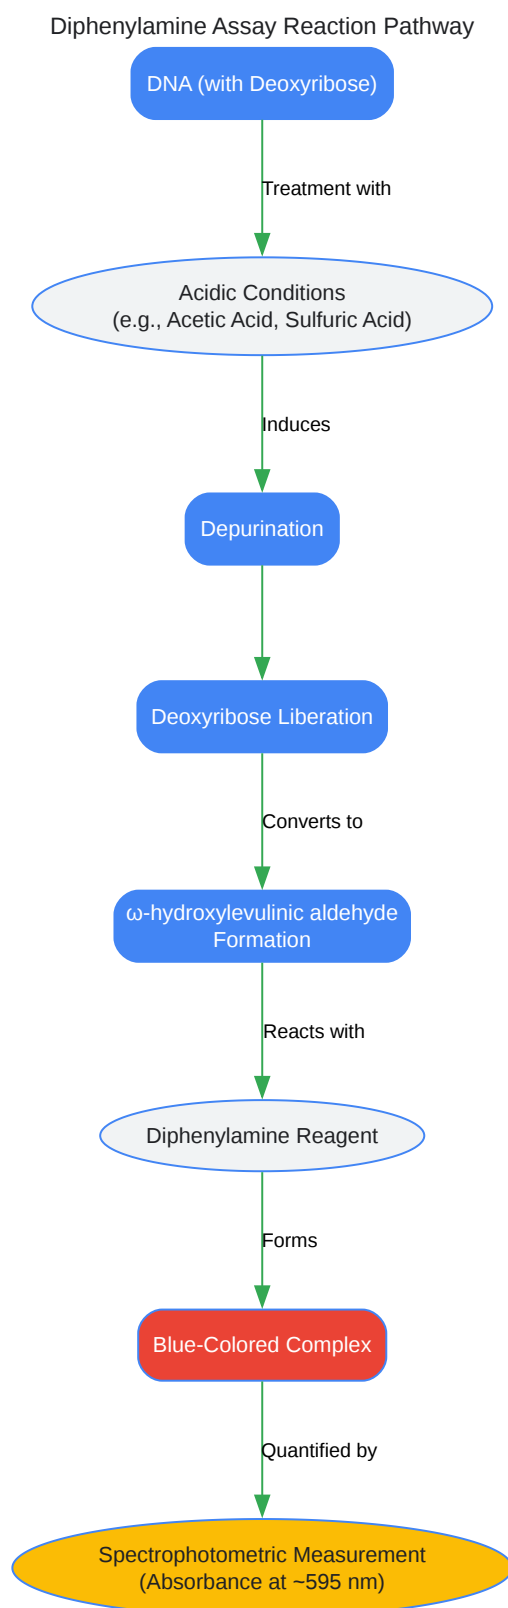 Diphenylamine Assay Reaction Pathway
DNA (with Deoxyribose)
Treatment with
Acidic Conditions
(e.g., Acetic Acid, Sulfuric Acid)
Induces
Depurination
Deoxyribose Liberation
Converts to
ω-hydroxylevulinic aldehyde
Formation
Reacts with
Diphenylamine Reagent
Forms
Blue-Colored Complex
Quantified by
Spectrophotometric Measurement
(Absorbance at ~595 nm)